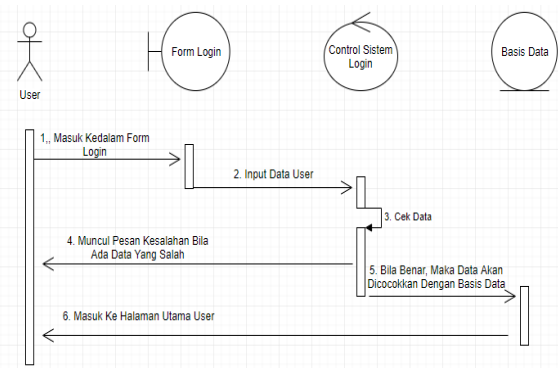 User
Form Login
Control Sistem
Login
Basis Data
1,, Masuk Kedalam Form
Login
2. Input Data User
3. Cek Data
4. Muncul Pesan Kesalahan Bila
Ada Data Yang Salah
5. Bila Benar, Maka Data Akan
Dicocokkan Dengan Basis Data
6. Masuk Ke Halaman Utama User